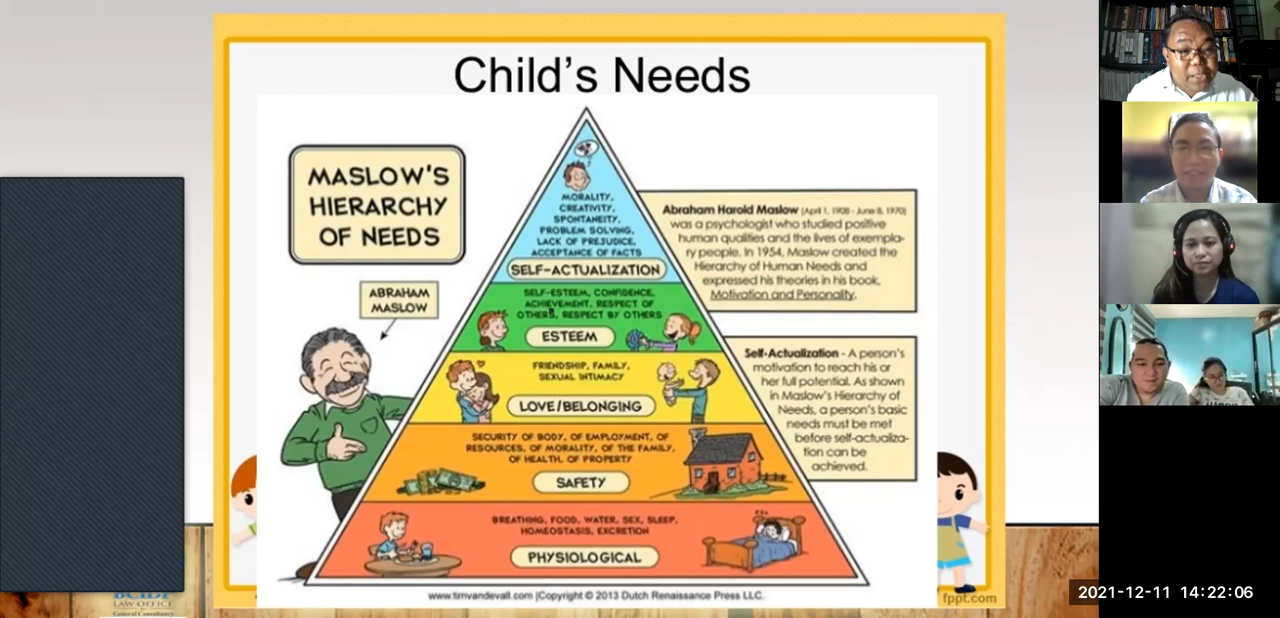 Child's Needs
MASLOW'S
HIERARCHY
OF NEEDS
ABRAHAM
MASLOW
MORALITY,
CREATIVITY,
SPONTANEITY,
PROBLEM SOLVING,
LACK OF PREJUDICE,
ACCEPTANCE OF FACTS
SELF-ACTUALIZATION
SELF-ESTEEM, CONFIDENCE,
ACHIEVEMENT, RESPECT OF
OTHERS, RESPECT BY OTHERS
ESTEEM
FRIENDSHIP, FAMILY,
SEXUAL INTIMACY
LOVE/BELONGING
SECURITY OF BODY, OF EMPLOYMENT, OF
RESOURCES, OF MORALITY, OF THE FAMILY,
OF HEALTH, OF PROPERTY
SAFETY
BREATHING, FOOD, WATER, SEX, SLEEP,
HOMEOSTASIS, EXCRETION
PHYSIOLOGICAL
Abraham Harold Maslow (April 1, 1908 - June 8, 1970)
was a psychologist who studied positive
human qualities and the lives of exempla-
ry people. In 1954, Maslow created the
Hierarchy of Human Needs and
expressed his theories in his book,
Motivation and Personality.
Self-Actualization - A person's
motivation to reach his or
her full potential. As shown
in Maslow's Hierarchy of
Needs, a person's basic
needs must be met
before self-actualiza-
tion can be
achieved.
www.timvandevall.com | Copyright © 2013 Dutch Renaissance Press LLC.
fppt.com
LAW OFFICE
General Consultancy
2021-12-11 14:22:06